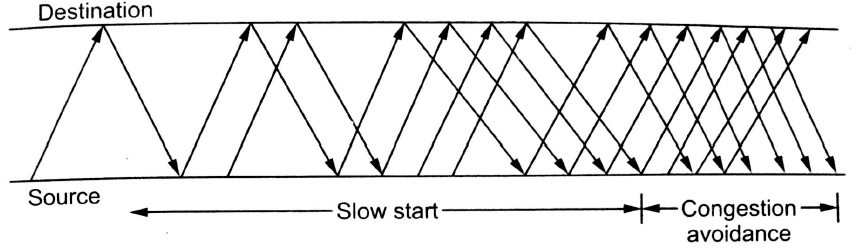 Destination
Source
Slow start
Congestion
avoidance